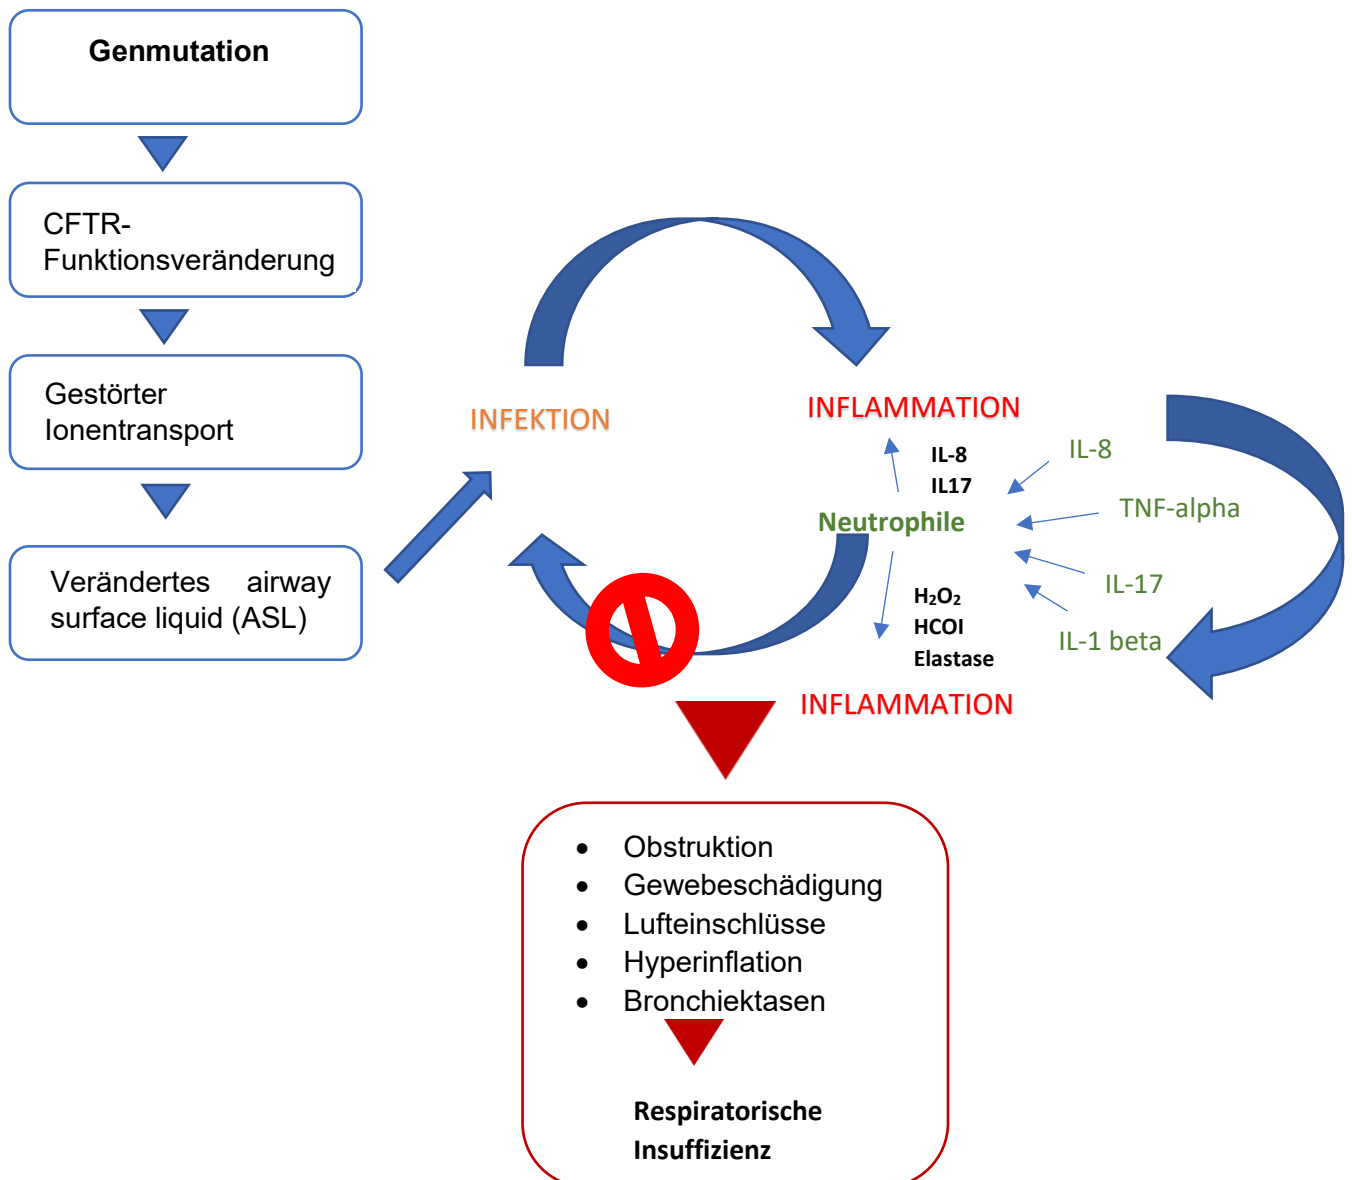 Genmutation
CFTR-
Funktionsveränderung
Gestörter
Ionentransport
Verändertes airway
surface liquid (ASL)
INFEKTION
INFLAMMATION
IL-8
IL17
Neutrophile
IL-8
TNF-alpha
IL-17
IL-1 beta
H₂O₂
HCOI
Elastase
INFLAMMATION
• Obstruktion
• Gewebeschädigung
• Lufteinschlüsse
• Hyperinflation
• Bronchiektasen
Respiratorische
Insuffizienz